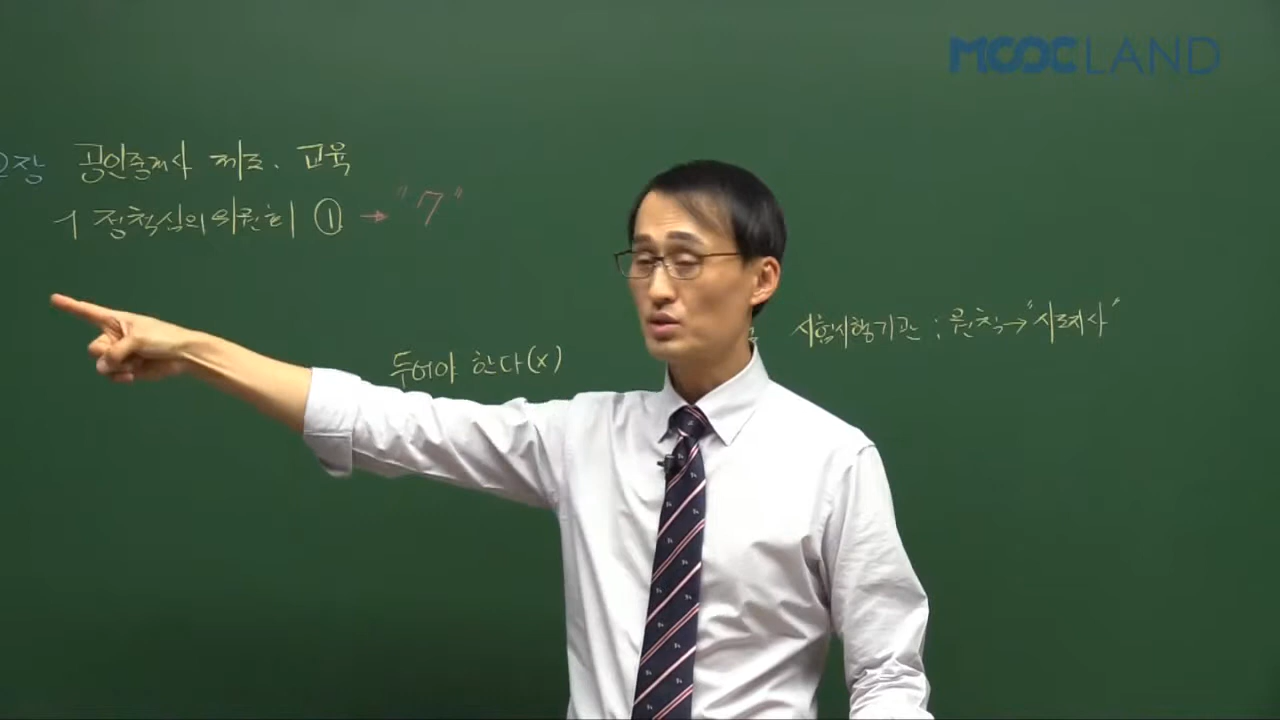 MOOCLAND
2장 공인중개사 제도. 교육
1 정책심의위원회 ① → "7"
시험시행기관 : 원칙→"시·도지사"
두어야 한다(x)